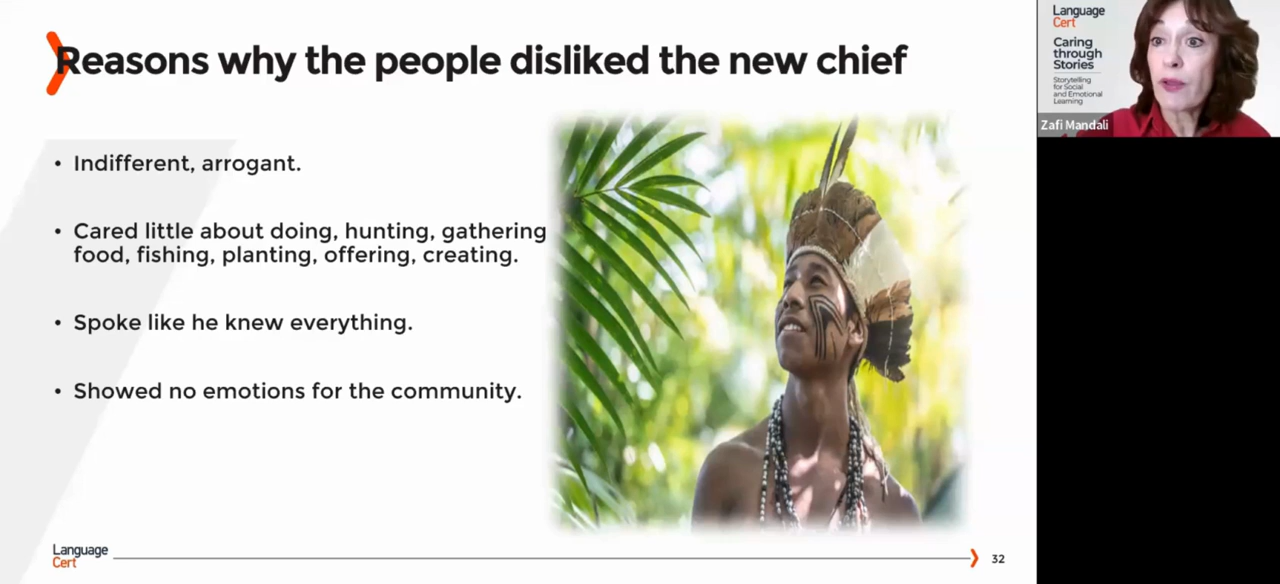 Reasons why the people disliked the new chief
• Indifferent, arrogant.
• Cared little about doing, hunting, gathering
food, fishing, planting, offering, creating.
• Spoke like he knew everything.
• Showed no emotions for the community.
Language
Cert
32
Language
Cert
Caring
through
Stories
Storytelling
for Social
and Emotional
Learning
Zafi Mandali